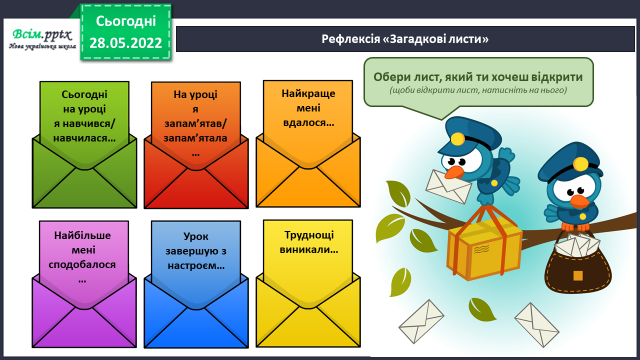 Всім.pptx
Нова українська школа
Сьогодні
28.05.2022
Рефлексія «Загадкові листи»
Обери лист, який ти хочеш відкрити
(щоби відкрити лист, натисніть на нього)
Сьогодні
на уроці
я навчився/
навчилася...
На уроці
я
запам'ятав/
запам'ятала
...
Найкраще
мені
вдалося...
Найбільше
мені
сподобалося
...
Урок
завершую з
настроєм...
Труднощі
виникали...